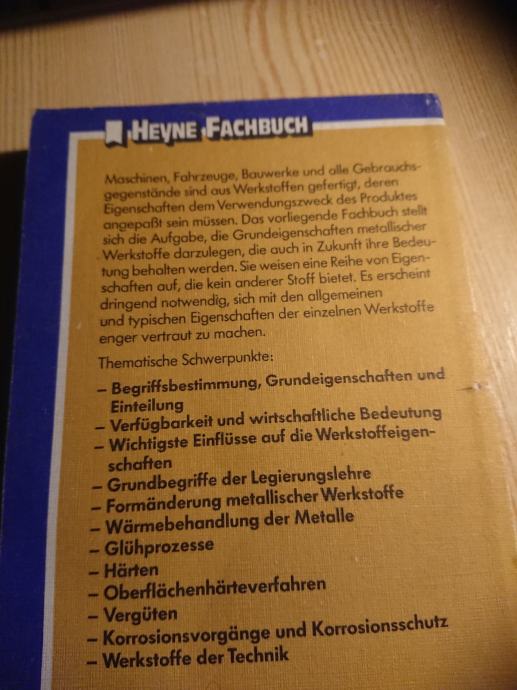 HEYNE FACHBUCH
Maschinen, Fahrzeuge, Bauwerke und alle Gebrauchs-
gegenstände sind aus Werkstoffen gefertigt, deren
Eigenschaften dem Verwendungszweck des Produktes
angepaßt sein müssen. Das vorliegende Fachbuch stellt
sich die Aufgabe, die Grundeigenschaften metallischer
Werkstoffe darzulegen, die auch in Zukunft ihre Bedeu-
tung behalten werden. Sie weisen eine Reihe von Eigen-
schaften auf, die kein anderer Stoff bietet. Es erscheint
dringend notwendig, sich mit den allgemeinen
und typischen Eigenschaften der einzelnen Werkstoffe
enger vertraut zu machen.
Thematische Schwerpunkte:
– Begriffsbestimmung, Grundeigenschaften und
Einteilung
– Verfügbarkeit und wirtschaftliche Bedeutung
– Wichtigste Einflüsse auf die Werkstoffeigen-
schaften
– Grundbegriffe der Legierungslehre
– Formänderung metallischer Werkstoffe
– Wärmebehandlung der Metalle
– Glühprozesse
– Härten
– Oberflächenhärteverfahren
– Vergüten
– Korrosionsvorgänge und Korrosionsschutz
– Werkstoffe der Technik